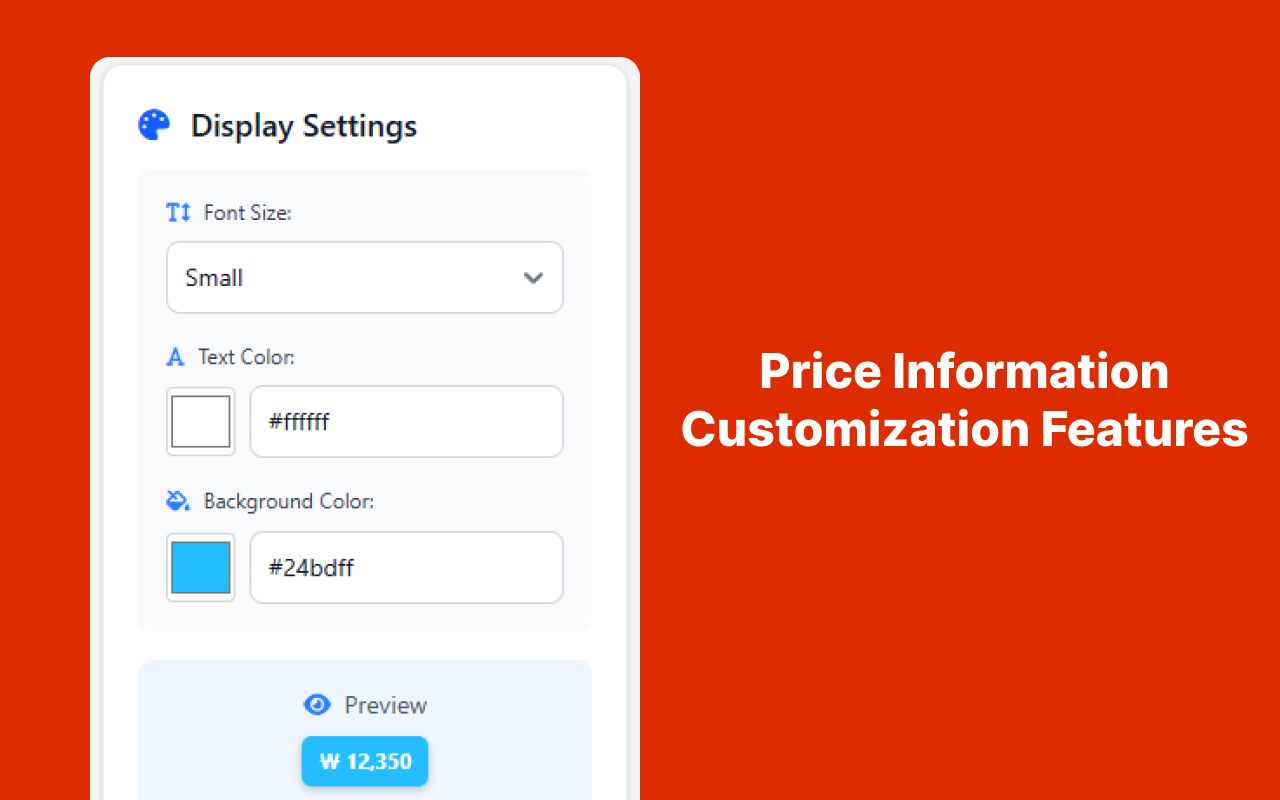 Display Settings
Font Size:
Small
Text Color:
#ffffff
Background Color:
#24bdff
Preview
₩ 12,350
Price Information
Customization Features